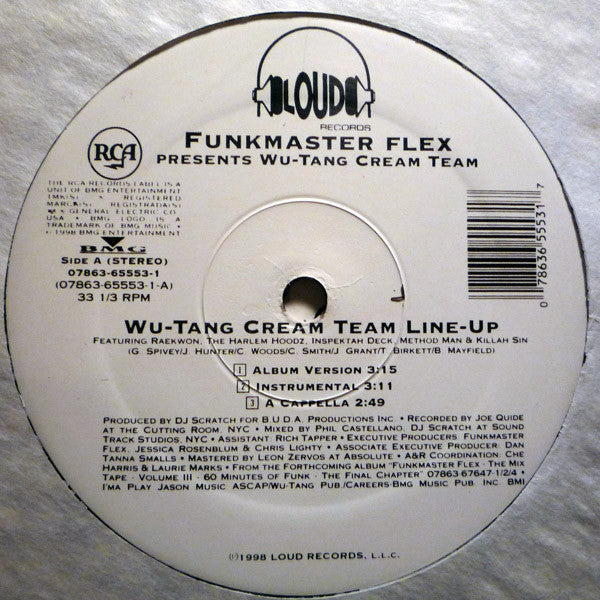 LOUD
RECORDS
FUNKMASTER FLEX
PRESENTS WU-TANG CREAM TEAM
RCA
THE RCA RECORDS LABEL IS A
UNIT OF BMG ENTERTAINMENT
TMK(S) ® REGISTERED
MARCA(S) REGISTRADA(S)
GENERAL ELECTRIC CO.
USA • BMG LOGO IS A
TRADEMARK OF BMG MUSIC •
© 1998 BMG ENTERTAINMENT
BMG
SIDE A (STEREO)
07863-65553-1
(07863-65553-1-A)
33 1/3 RPM
0 78636 55531 7
WU-TANG CREAM TEAM LINE-UP
FEATURING RAEKWON, THE HARLEM HOODZ, INSPEKTAH DECK, METHOD MAN & KILLAH SIN
(G. SPIVEY/J. HUNTER/C. WOODS/C. SMITH/J. GRANT/T. BIRKETT/B. MAYFIELD)
1 ALBUM VERSION 3:15
2 INSTRUMENTAL 3:11
3 A CAPPELLA 2:49
PRODUCED BY DJ SCRATCH FOR B.U.D.A. PRODUCTIONS INC. • RECORDED BY JOE QUIDE
AT THE CUTTING ROOM, NYC • MIXED BY PHIL CASTELLANO, DJ SCRATCH AT SOUND
TRACK STUDIOS, NYC • ASSISTANT: RICH TAPPER • EXECUTIVE PRODUCERS: FUNKMASTER
FLEX, JESSICA ROSENBLUM & CHRIS LIGHTY • ASSOCIATE EXECUTIVE PRODUCER: DAN
TANNA SMALLS • MASTERED BY LEON ZERVOS AT ABSOLUTE • A&R COORDINATION: CHE
HARRIS & LAURIE MARKS • FROM THE FORTHCOMING ALBUM "FUNKMASTER FLEX · THE MIX
TAPE · VOLUME III · 60 MINUTES OF FUNK · THE FINAL CHAPTER" 07863-67647-1/2/4 •
I'MA PLAY JASON MUSIC ASCAP/WU-TANG PUB./CAREERS-BMG MUSIC PUB. INC. BMI
℗1998 LOUD RECORDS, L.L.C.